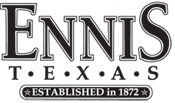 ENNIS
T·E·X·A·S
★ESTABLISHED in 1872★